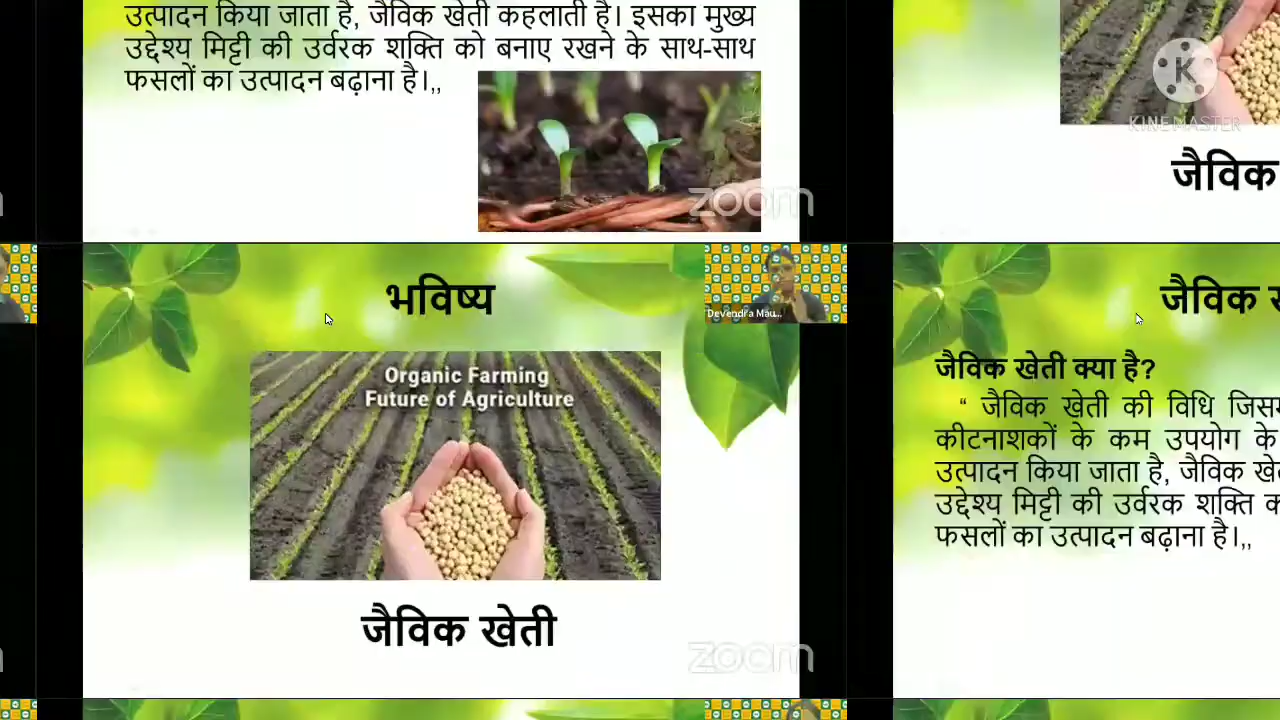 उत्पादन किया जाता है, जैविक खेती कहलाती है। इसका मुख्य
उद्देश्य मिट्टी की उर्वरक शक्ति को बनाए रखने के साथ-साथ
फसलों का उत्पादन बढ़ाना है।,,
zoom
K
KINEMASTER
जैविक
भविष्य
Devendra Mau...
Organic Farming
Future of Agriculture
जैविक खेती
zoom
जैविक
जैविक खेती क्या है?
“ जैविक खेती की विधि
कीटनाशकों के कम उपयोग के
उत्पादन किया जाता है, जैविक
उद्देश्य मिट्टी की उर्वरक शक्ति
फसलों का उत्पादन बढ़ाना है।,,